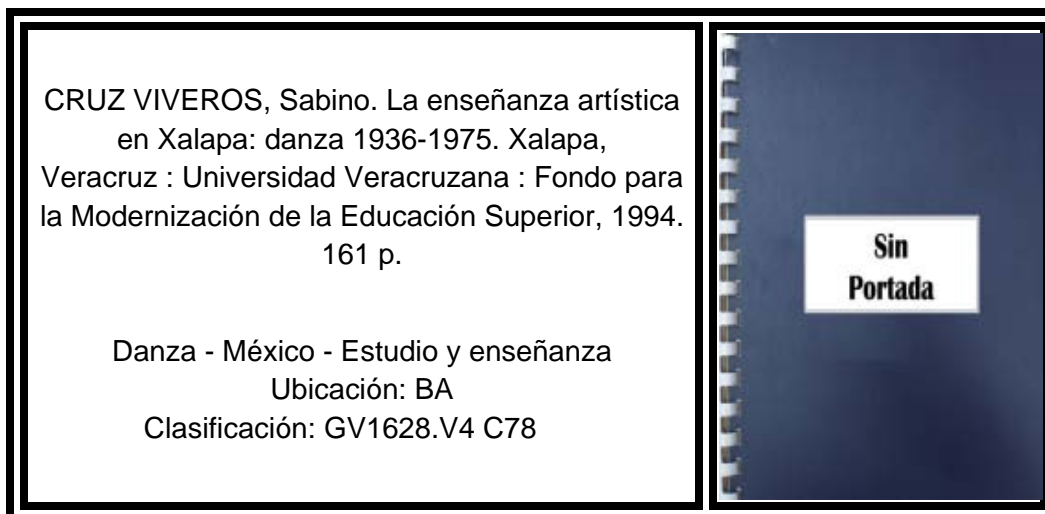 CRUZ VIVEROS, Sabino. La enseñanza artística
en Xalapa: danza 1936-1975. Xalapa,
Veracruz : Universidad Veracruzana : Fondo para
la Modernización de la Educación Superior, 1994.
161 p.
Danza - México - Estudio y enseñanza
Ubicación: BA
Clasificación: GV1628.V4 C78
Sin
Portada